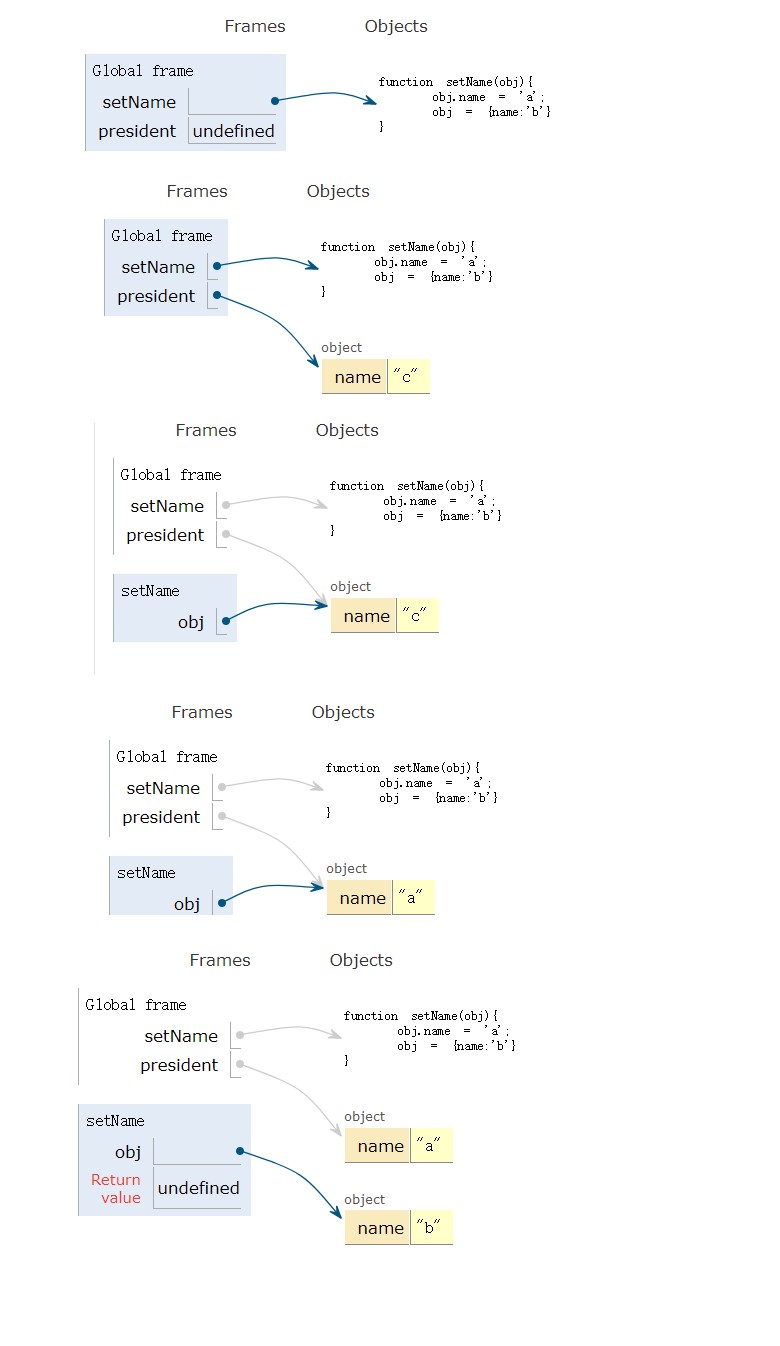 Frames Objects
Global frame
setName
president undefined
function setName(obj){
obj.name = 'a';
obj = {name:'b'}
}
Frames Objects
Global frame
setName
president
function setName(obj){
obj.name = 'a';
obj = {name:'b'}
}
object
name "c"
Frames Objects
Global frame
setName
president
function setName(obj){
obj.name = 'a';
obj = {name:'b'}
}
setName
obj
object
name "c"
Frames Objects
Global frame
setName
president
function setName(obj){
obj.name = 'a';
obj = {name:'b'}
}
setName
obj
object
name "a"
Frames Objects
Global frame
setName
president
function setName(obj){
obj.name = 'a';
obj = {name:'b'}
}
setName
obj
Return
value undefined
object
name "a"
object
name "b"